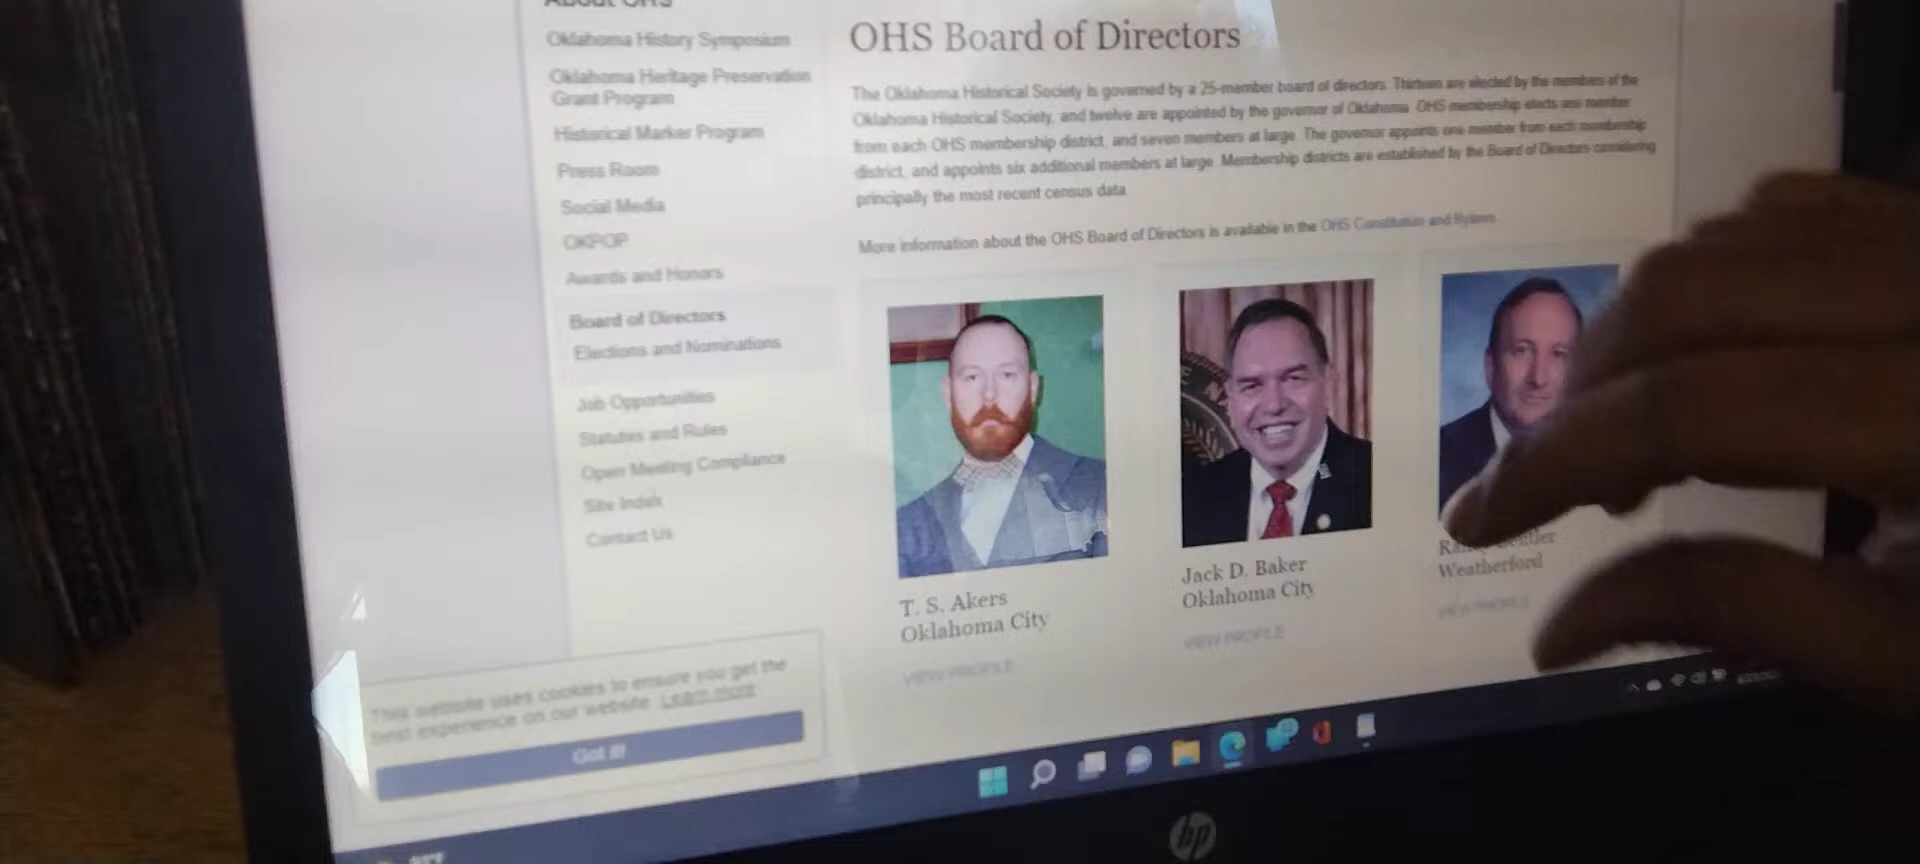 About OHS
Oklahoma History Symposium
Oklahoma Heritage Preservation
Grant Program
Historical Marker Program
Press Room
Social Media
OKPOP
Awards and Honors
Board of Directors
Elections and Nominations
Job Opportunities
Statutes and Rules
Open Meeting Compliance
Site Index
Contact Us
OHS Board of Directors
The Oklahoma Historical Society is governed by a 25-member board of directors. Thirteen are elected by the members of the
Oklahoma Historical Society, and twelve are appointed by the governor of Oklahoma. OHS membership elects one member
from each OHS membership district, and seven members at large. The governor appoints one member from each membership
district, and appoints six additional members at large. Membership districts are established by the Board of Directors considering
principally the most recent census data.
More information about the OHS Board of Directors is available in the OHS Constitution and Bylaws.
T. S. Akers
Oklahoma City
VIEW PROFILE
Jack D. Baker
Oklahoma City
VIEW PROFILE
Weatherford
VIEW PROFILE
This website uses cookies to ensure you get the
best experience on our website. Learn more
Got it!
hp